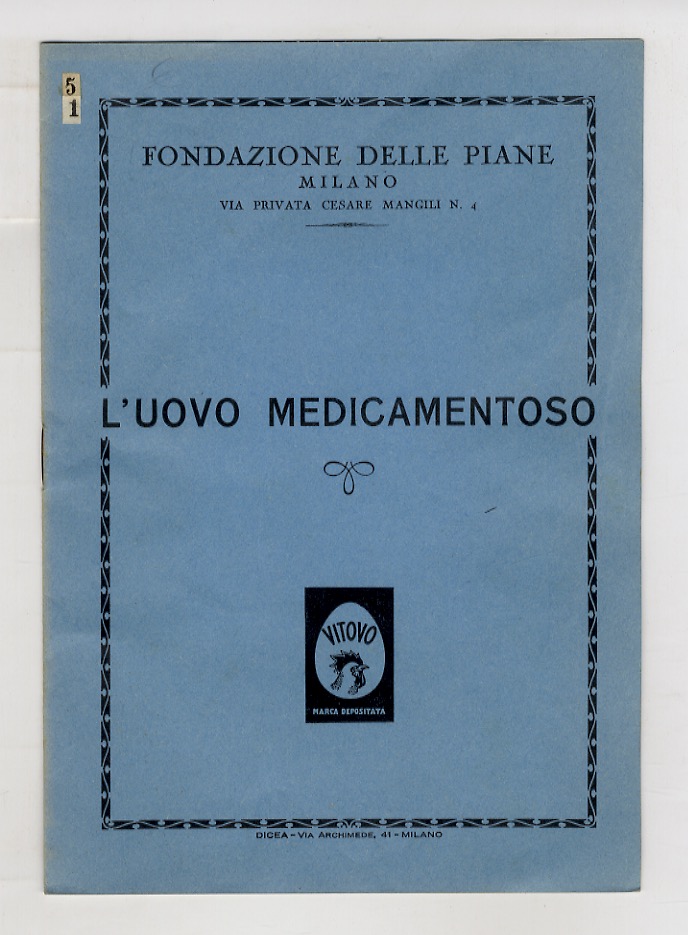 5
1
FONDAZIONE DELLE PIANE
MILANO
VIA PRIVATA CESARE MANGILI N. 4
L'UOVO MEDICAMENTOSO
VITOVO
MARCA DEPOSITATA
DICEA - VIA ARCHIMEDE, 41 - MILANO